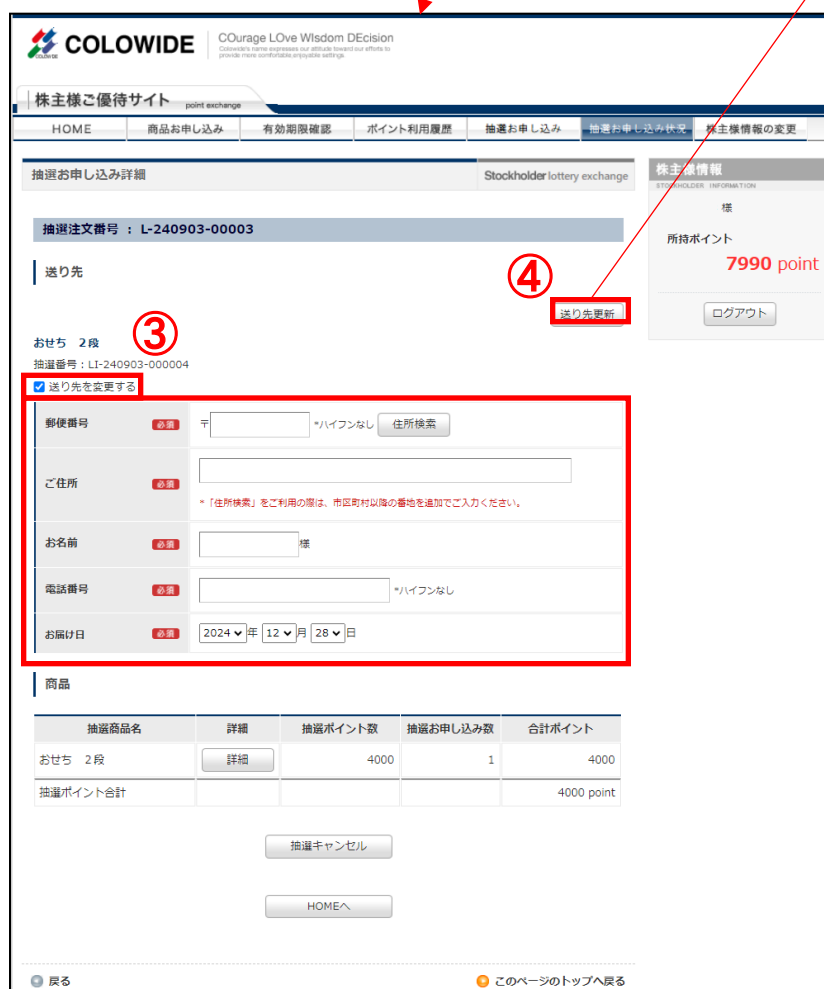 COLOWIDE
COLOWIDE COurage LOve WIsdom DEcision
Colowide's name expresses our attitude toward our efforts to
provide more comfortable,enjoyable settings.
株主様ご優待サイト point exchange
HOME 商品お申し込み 有効期限確認 ポイント利用履歴 抽選お申し込み 抽選お申し込み状況 株主様情報の変更
抽選お申し込み詳細 Stockholder lottery exchange
株主様情報
STOCKHOLDER INFORMATION
様
所持ポイント
7990 point
ログアウト
抽選注文番号 : L-240903-00003
送り先
④
送り先更新
③
おせち 2段
抽選番号：LI-240903-000004
送り先を変更する
郵便番号 必須 〒 *ハイフンなし 住所検索
ご住所 必須
*「住所検索」をご利用の際は、市区町村以降の番地を追加でご入力ください。
お名前 必須 様
電話番号 必須 *ハイフンなし
お届け日 必須 2024 年 12 月 28 日
商品
抽選商品名 詳細 抽選ポイント数 抽選お申し込み数 合計ポイント
おせち 2段 詳細 4000 1 4000
抽選ポイント合計 4000 point
抽選キャンセル
HOMEへ
戻る このページのトップへ戻る